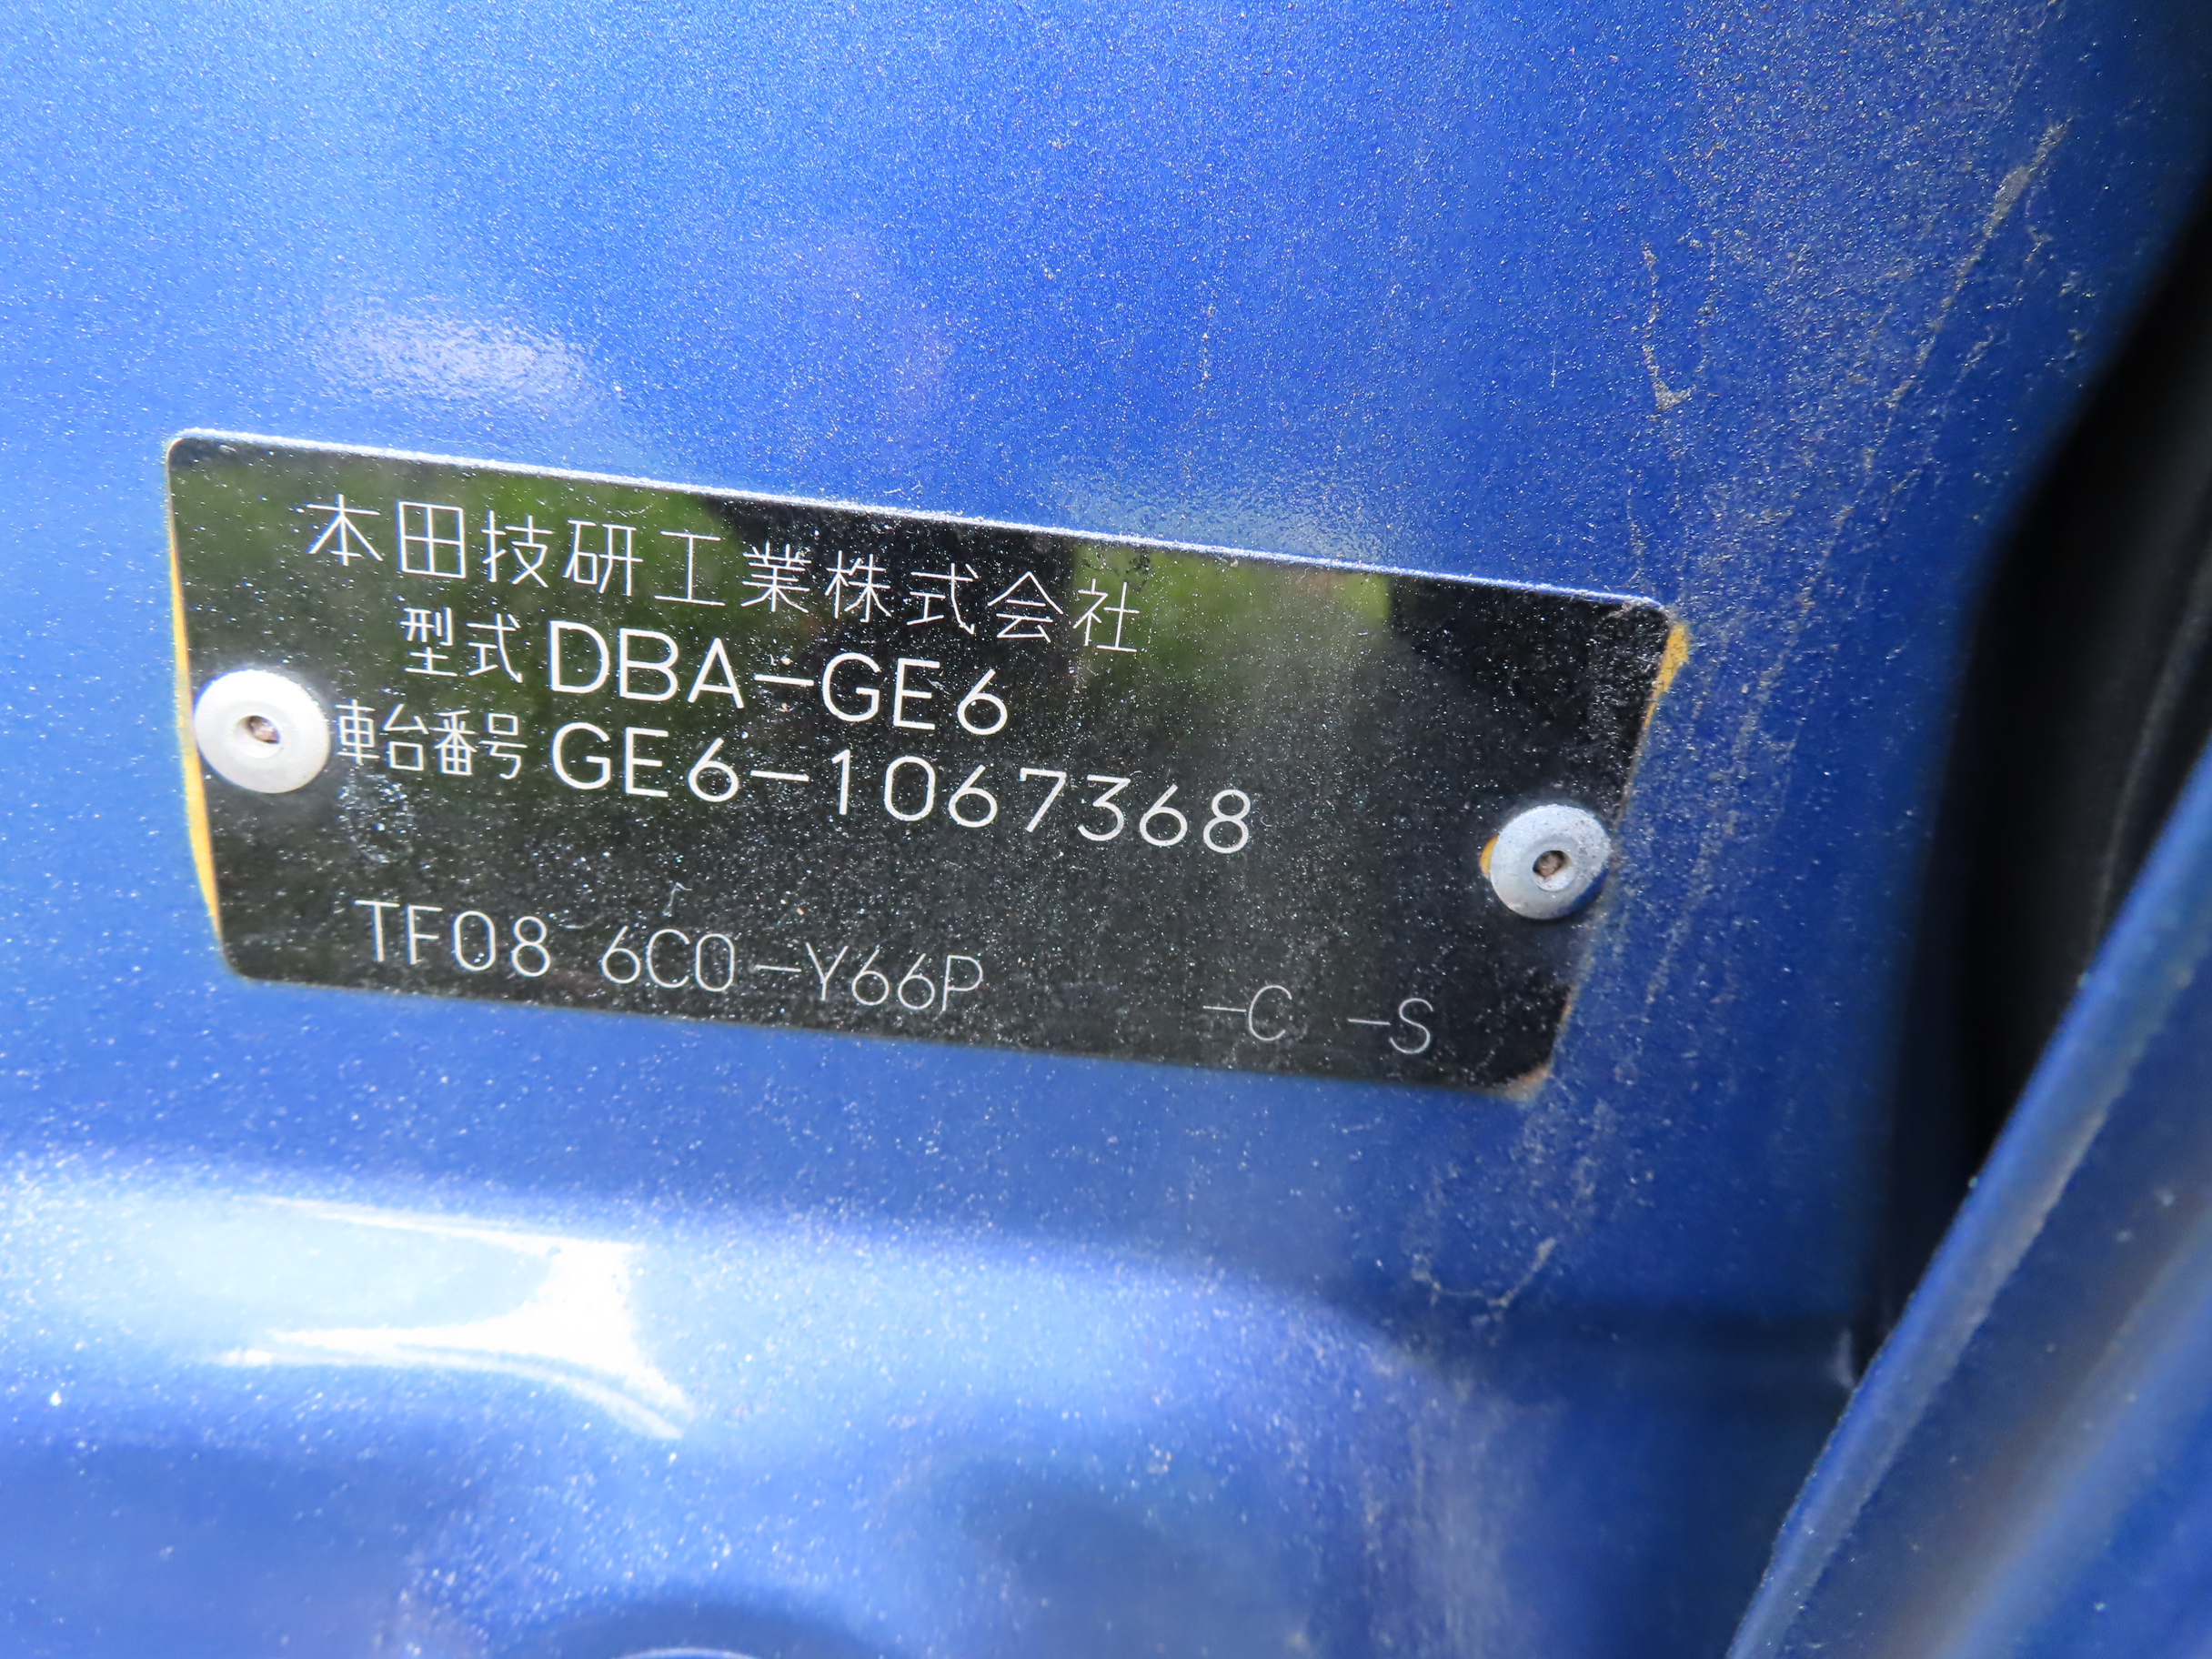 本田技研工業株式会社
型式 DBA-GE6
車台番号 GE6-1067368
TF08 6C0-Y66P -C -S